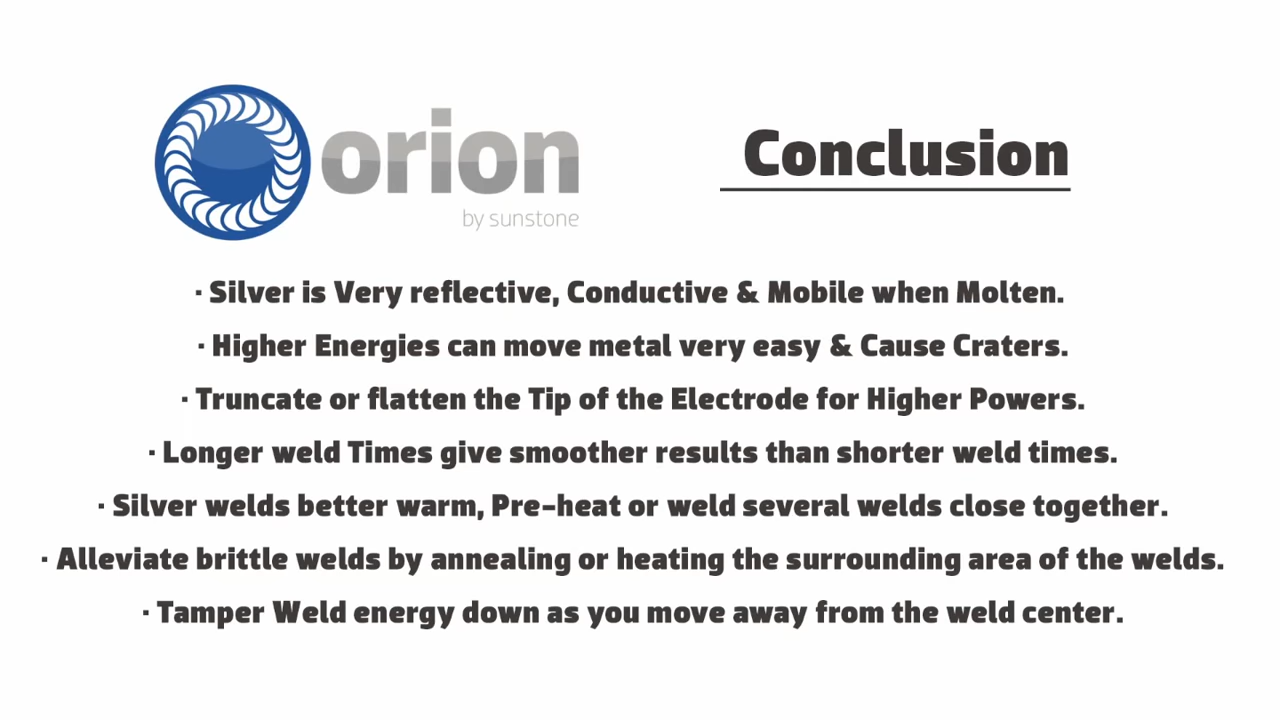 orion
by sunstone
Conclusion
· Silver is Very reflective, Conductive & Mobile when Molten.
· Higher Energies can move metal very easy & Cause Craters.
· Truncate or flatten the Tip of the Electrode for Higher Powers.
· Longer weld Times give smoother results than shorter weld times.
· Silver welds better warm, Pre-heat or weld several welds close together.
· Alleviate brittle welds by annealing or heating the surrounding area of the welds.
· Tamper Weld energy down as you move away from the weld center.